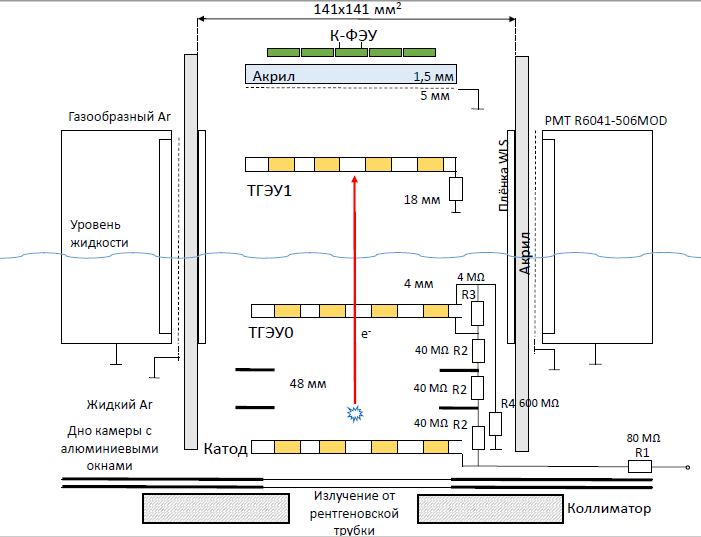 141x141 мм2
К-ФЭУ
Акрил
1,5 мм
5 мм
Газообразный Ar
PMT R6041-506MOD
Плёнка WLS
ТГЭУ1
18 мм
Уровень
жидкости
Акрил
4 мм
4 MΩ
R3
ТГЭУ0
e-
40 MΩ R2
48 мм
40 MΩ R2
Жидкий Ar
R4 600 MΩ
40 MΩ R2
Дно камеры с
алюминиевыми
окнами
Катод
80 MΩ
R1
Излучение от
рентгеновской
трубки
Коллиматор